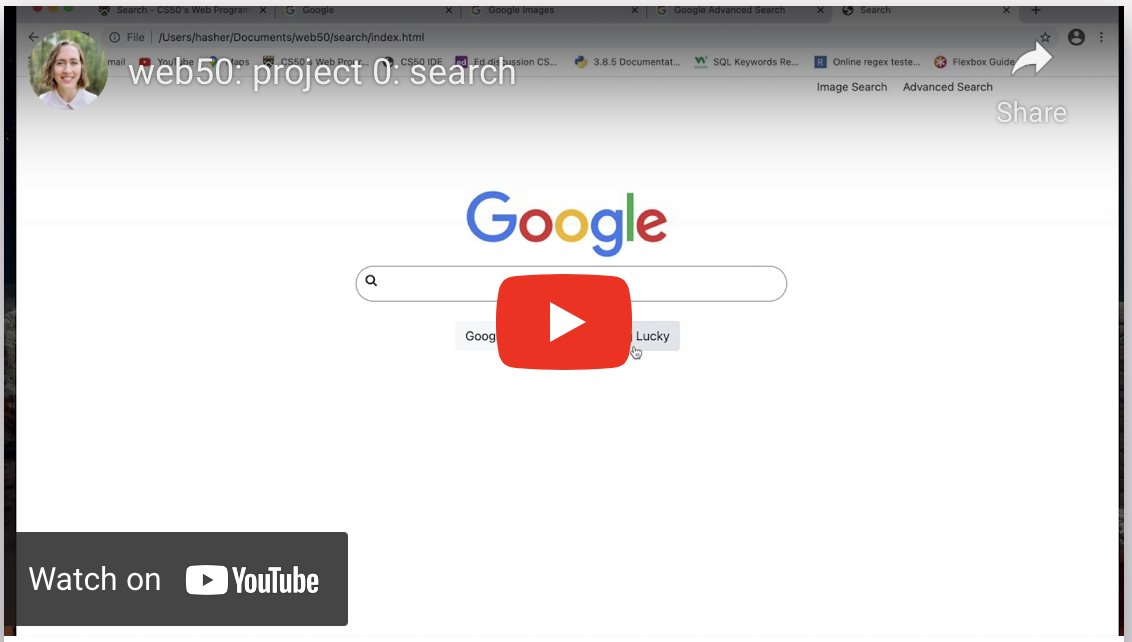 Search - CS50's Web Program
Google
Google Images
Google Advanced Search
Search
File
/Users/hasher/Documents/web50/search/index.html
mail
Maps
CS50's Web Progr...
CS50 IDE
Ed discussion CS...
3.8.5 Documentat...
SQL Keywords Re...
Online regex teste...
Flexbox Guide
web50: project 0: search
Image Search
Advanced Search
Share
Google
Goog
Lucky
Watch on YouTube